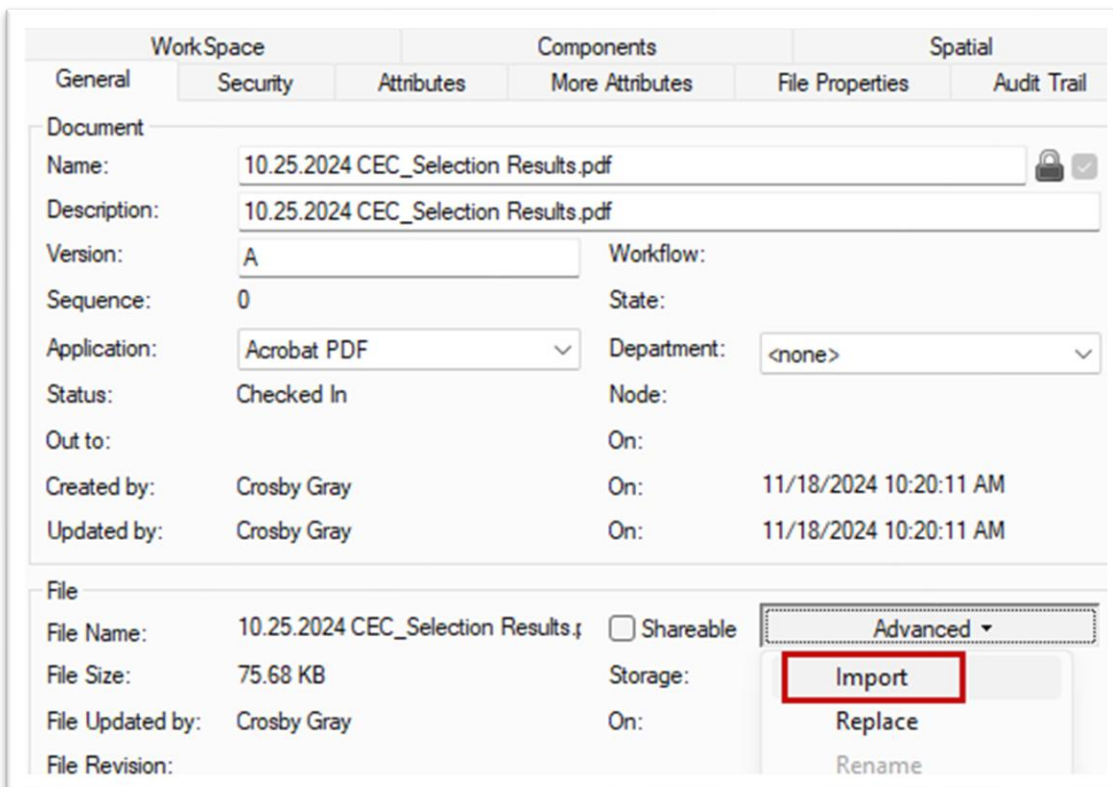 WorkSpace Components Spatial
General Security Attributes More Attributes File Properties Audit Trail
Document
Name: 10.25.2024 CEC_Selection Results.pdf
Description: 10.25.2024 CEC_Selection Results.pdf
Version: A Workflow:
Sequence: 0 State:
Application: Acrobat PDF Department: <none>
Status: Checked In Node:
Out to: On:
Created by: Crosby Gray On: 11/18/2024 10:20:11 AM
Updated by: Crosby Gray On: 11/18/2024 10:20:11 AM
File
File Name: 10.25.2024 CEC_Selection Results.p Shareable Advanced
File Size: 75.68 KB Storage: Import
File Updated by: Crosby Gray On: Replace
File Revision: Rename